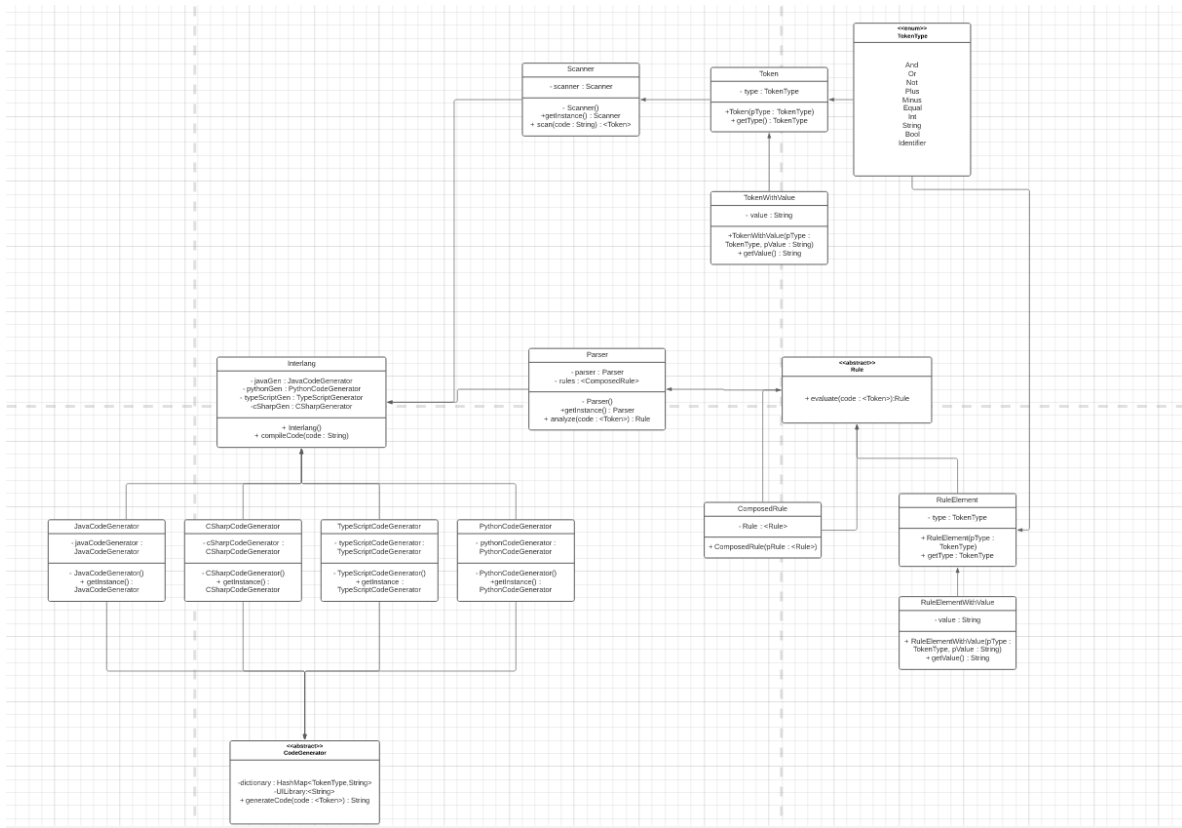 <<enum>>
TokenType
And
Or
Not
Plus
Minus
Equal
Int
String
Bool
Identifier
Scanner
- scanner : Scanner
- Scanner()
+getInstance() : Scanner
+ scan(code : String) : <Token>
Token
- type : TokenType
+Token(pType : TokenType)
+ getType() : TokenType
TokenWithValue
- value : String
+TokenWithValue(pType :
TokenType, pValue : String)
+ getValue() : String
Interlang
- javaGen : JavaCodeGenerator
- pythonGen : PythonCodeGenerator
- typeScriptGen : TypeScriptGenerator
-cSharpGen : CSharpGenerator
+ Interlang()
+ compileCode(code : String)
Parser
- parser : Parser
- rules : <ComposedRule>
- Parser()
+getInstance() : Parser
+ analyze(code : <Token>) : Rule
<<abstract>>
Rule
+ evaluate(code : <Token>):Rule
ComposedRule
- Rule : <Rule>
+ ComposedRule(pRule : <Rule>)
RuleElement
- type : TokenType
+ RuleElement(pType :
TokenType)
+ getType : TokenType
RuleElementWithValue
- value : String
+ RuleElementWithValue(pType :
TokenType, pValue : String)
+ getValue() : String
JavaCodeGenerator
- javaCodeGenerator :
JavaCodeGenerator
- JavaCodeGenerator()
+ getInstance() :
JavaCodeGenerator
CSharpCodeGenerator
- cSharpCodeGenerator :
CSharpCodeGenerator
- CSharpCodeGenerator()
+ getInstance() :
CSharpCodeGenerator
TypeScriptCodeGenerator
- typeScriptCodeGenerator :
TypeScriptCodeGenerator
- TypeScriptCodeGenerator()
+ getInstance :
TypeScriptCodeGenerator
PythonCodeGenerator
- pythonCodeGenerator :
PythonCodeGenerator
- PythonCodeGenerator()
+getInstance() :
PythonCodeGenerator
<<abstract>>
CodeGenerator
-dictionary : HashMap<TokenType,String>
-UILibrary:<String>
+ generateCode(code : <Token>) : String